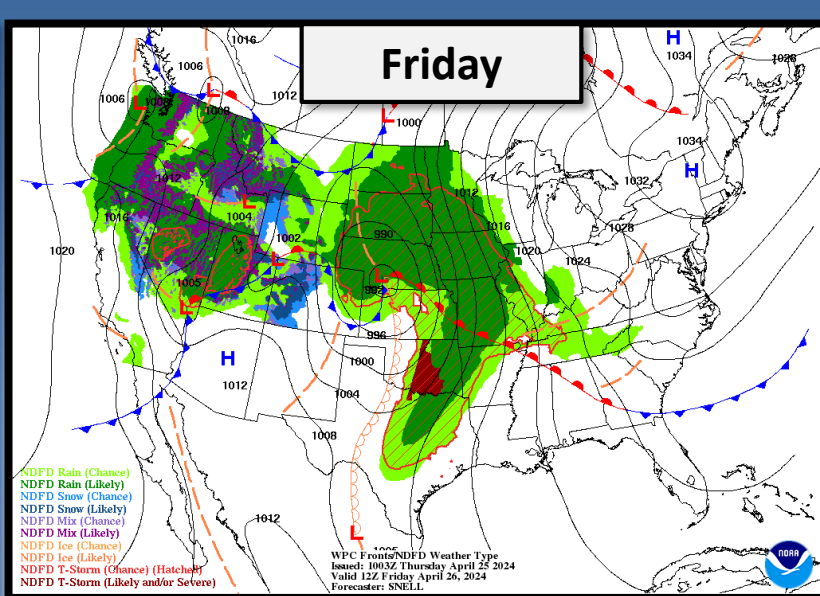 Friday
1016
H
1034
1028
1006
1006
1008
L
L
1008
1012
L
1000
1034
H
1012
1032
1012
1016
L
1004
1016
1028
990
1020
1002
1020
1024
L
L
992
1005
L
996
H
1012
1000
1004
1008
1012
L
1005
NDFD Rain (Chance)
NDFD Rain (Likely)
NDFD Snow (Chance)
NDFD Snow (Likely)
NDFD Mix (Chance)
NDFD Mix (Likely)
NDFD Ice (Chance)
NDFD Ice (Likely)
NDFD T-Storm (Chance) (Hatched)
NDFD T-Storm (Likely and/or Severe)
WPC Fronts/NDFD Weather Type
Issued: 1003Z Thursday April 25 2024
Valid 12Z Friday April 26, 2024
Forecaster: SNELL
NOAA